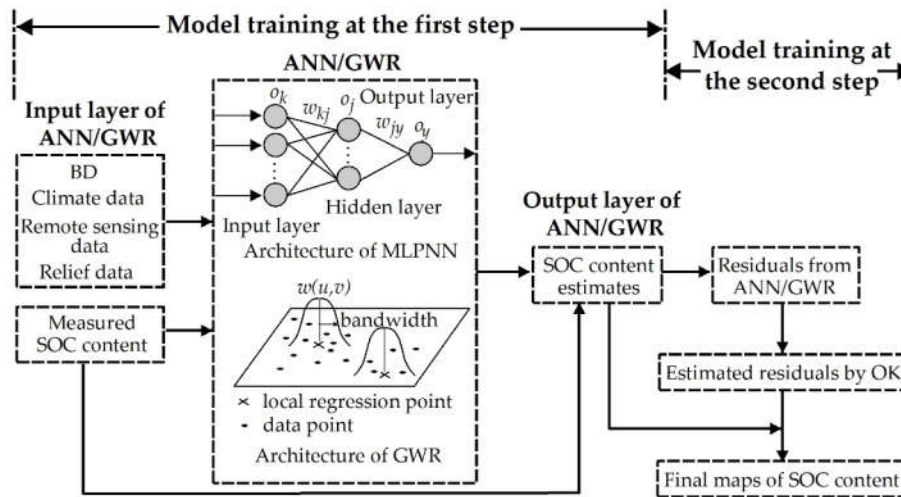 Model training at the first step
Model training at
the second step
Input layer of
ANN/GWR
BD
Climate data
Remote sensing
data
Relief data
Measured
SOC content
ANN/GWR
o_k
w_kj
o_j
Output layer
w_jy
o_y
Input layer
Hidden layer
Architecture of MLPNN
w(u,v)
bandwidth
× local regression point
• data point
Architecture of GWR
Output layer of
ANN/GWR
SOC content
estimates
Residuals from
ANN/GWR
Estimated residuals by OK
Final maps of SOC content